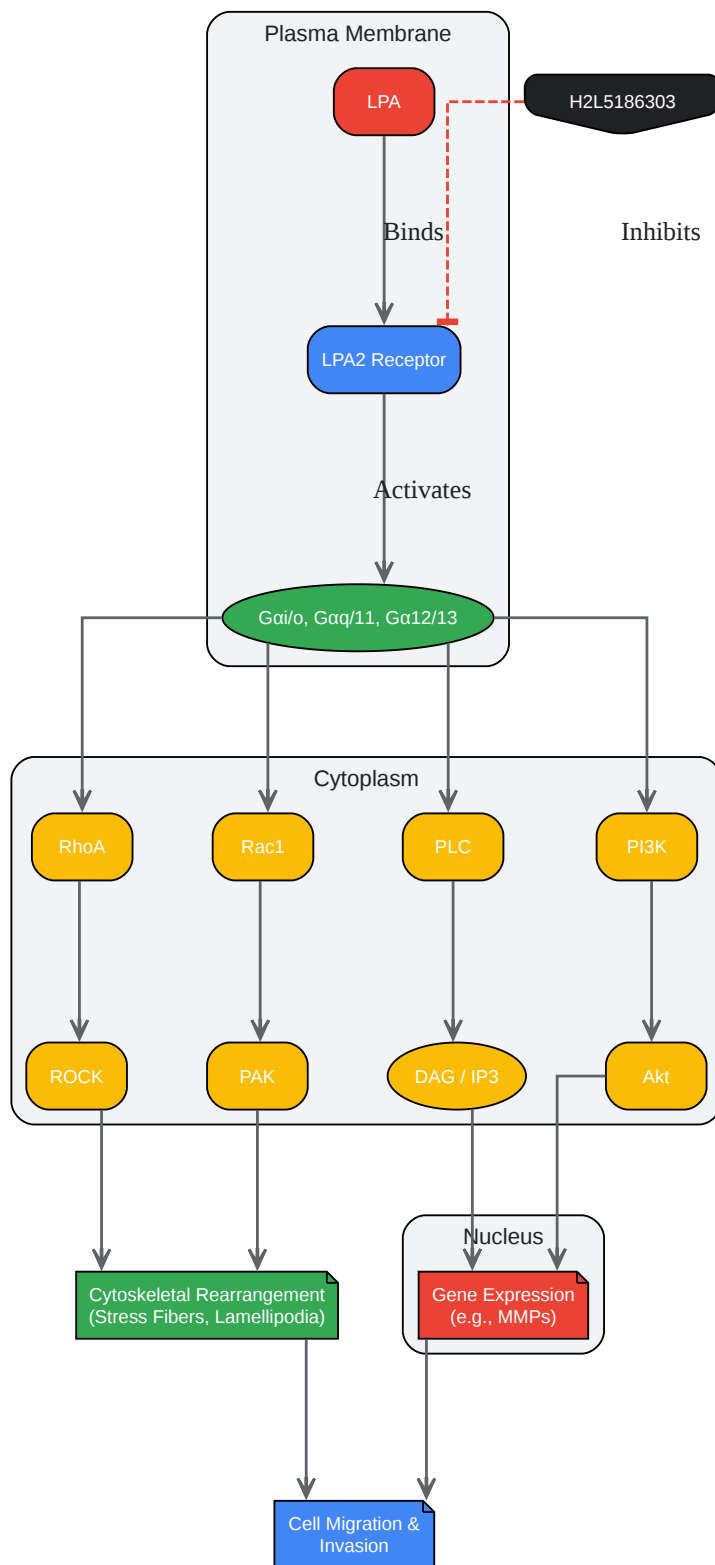 Plasma Membrane
LPA
H2L5186303
Binds
Inhibits
LPA2 Receptor
Activates
Gαi/o, Gαq/11, Gα12/13
Cytoplasm
RhoA
Rac1
PLC
PI3K
ROCK
PAK
DAG / IP3
Akt
Nucleus
Cytoskeletal Rearrangement
(Stress Fibers, Lamellipodia)
Gene Expression
(e.g., MMPs)
Cell Migration &
Invasion